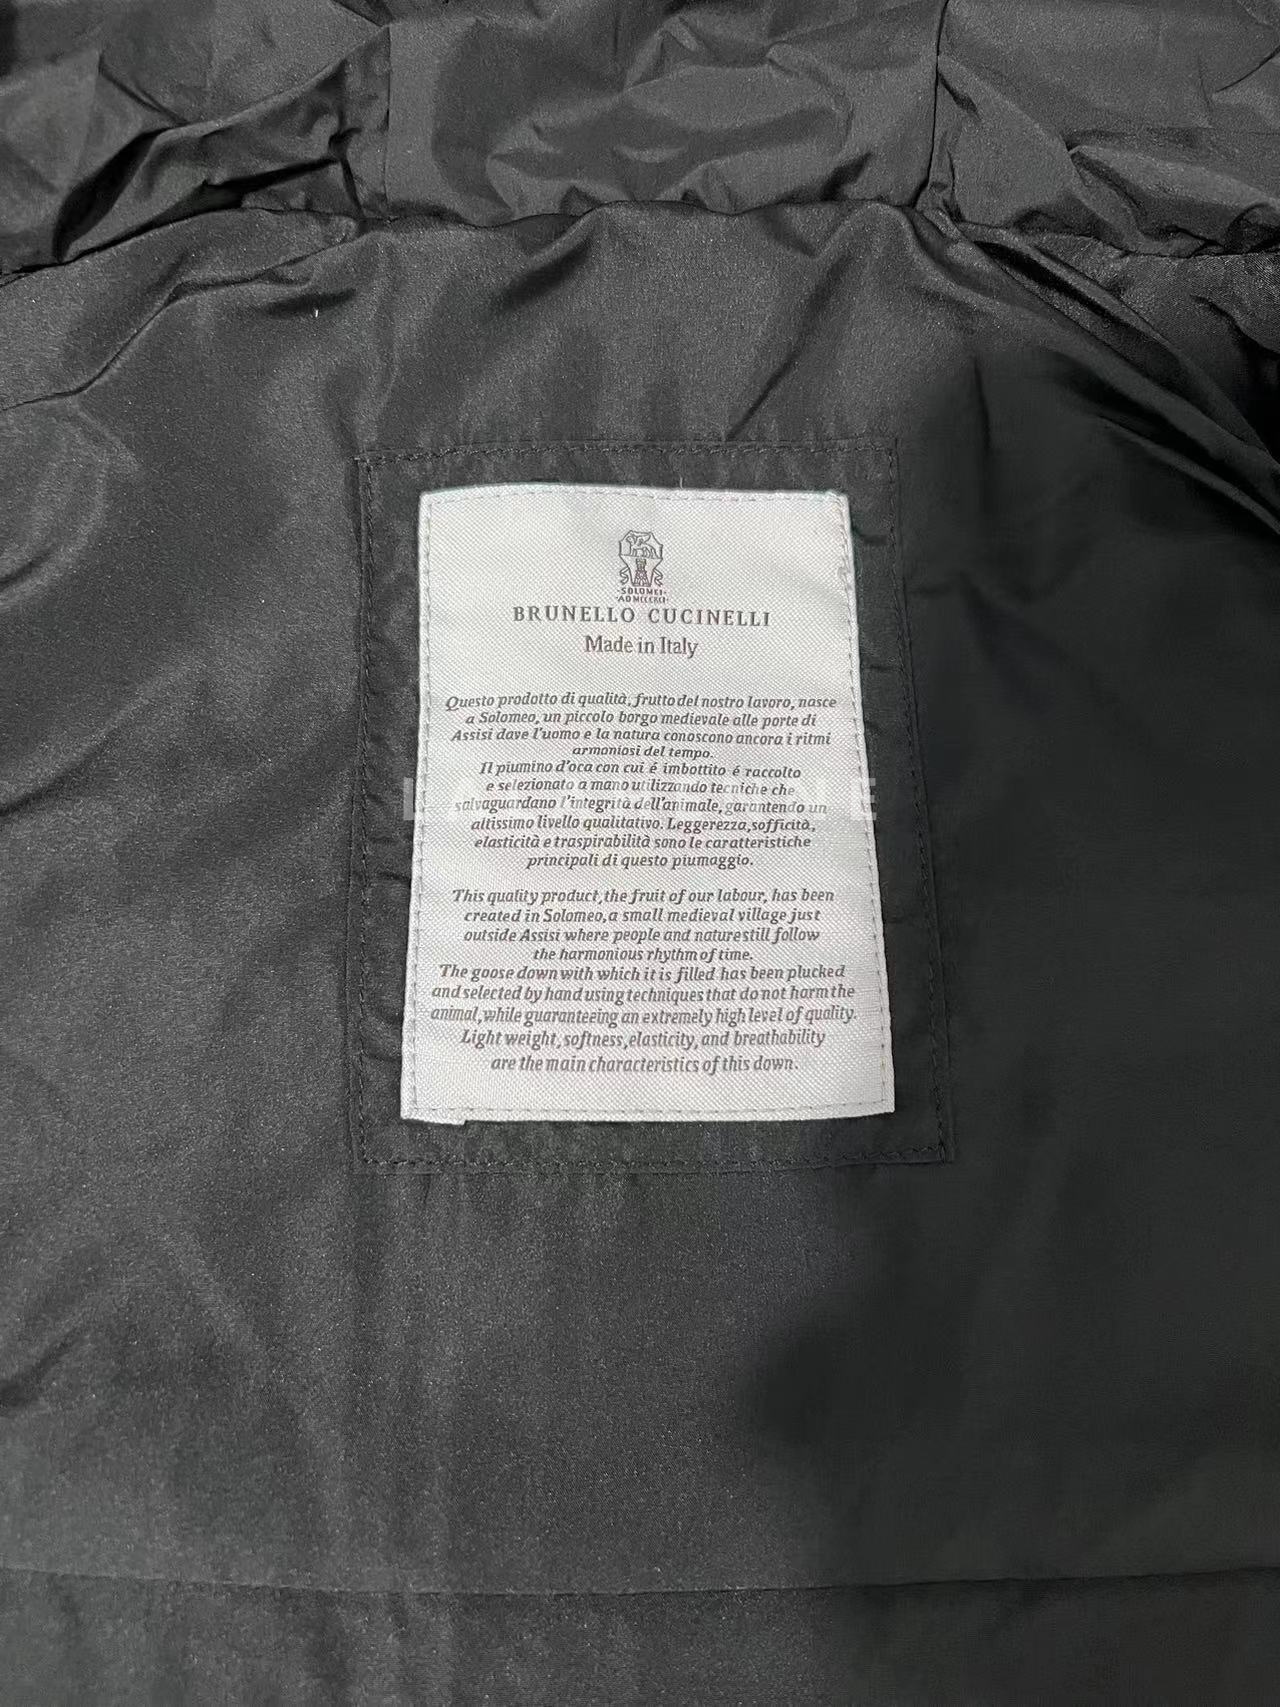 ·SOLOMEI·
BRUNELLO CUCINELLI
Made in Italy
Questo prodotto di qualità, frutto del nostro lavoro, nasce
a Solomeo, un piccolo borgo medievale alle porte di
Assisi dave l'uomo e la natura conoscono ancora i ritmi
armoniosi del tempo.
Il piumino d'oca con cui é imbottito é raccolto
e selezionato a mano utilizzando tecniche che
salvaguardano l'integrità dell'animale, garantendo un
altissimo livello qualitativo. Leggerezza, sofficità,
elasticità e traspirabilità sono le caratteristiche
principali di questo piumaggio.
This quality product, the fruit of our labour, has been
created in Solomeo, a small medieval village just
outside Assisi where people and nature still follow
the harmonious rhythm of time.
The goose down with which it is filled has been plucked
and selected by hand using techniques that do not harm the
animal, while guaranteeing an extremely high level of quality.
Light weight, softness, elasticity, and breathability
are the main characteristics of this down.